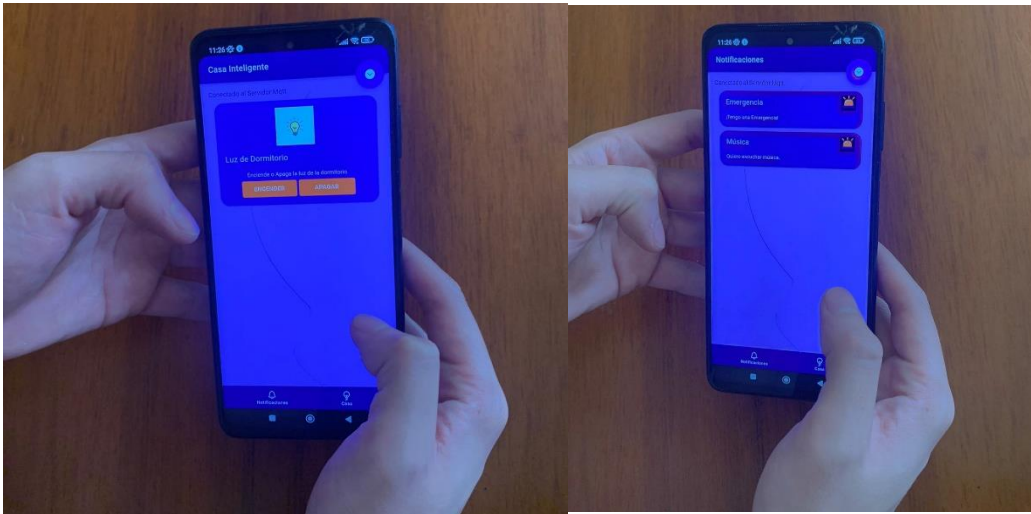 11:26
Casa Inteligente
Conectado al Servidor Mqtt
Luz de Dormitorio
Enciende o Apaga la luz de la dormitorio
ENCENDER APAGAR
Notificaciones Casa
11:26
Notificaciones
Emergencia
¡Tengo una Emergencia!
Música
Quiero escuchar música.
Notificaciones Casa